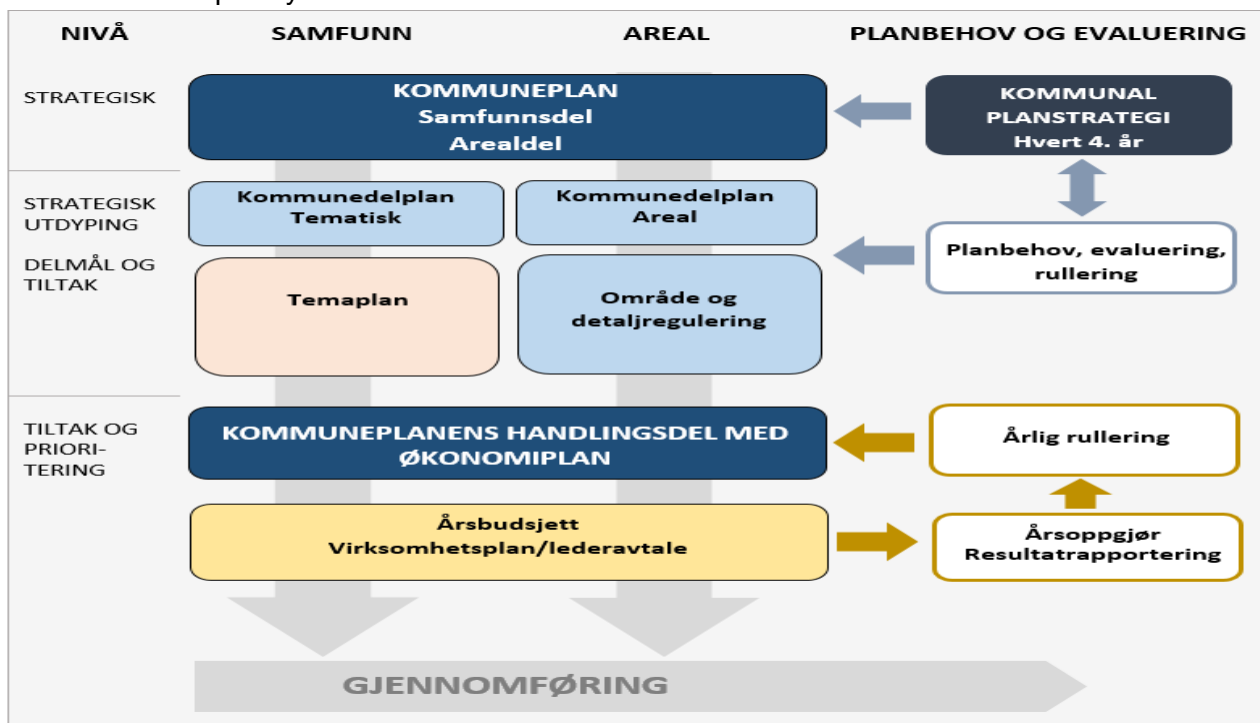 NIVÅ
SAMFUNN
AREAL
PLANBEHOV OG EVALUERING
STRATEGISK
KOMMUNEPLAN
Samfunnsdel
Arealdel
KOMMUNAL
PLANSTRATEGI
Hvert 4. år
STRATEGISK
UTDYPING
Kommunedelplan
Tematisk
Kommunedelplan
Areal
DELMÅL OG
TILTAK
Temaplan
Område og
detaljregulering
Planbehov, evaluering,
rullering
TILTAK OG
PRIORI-
TERING
KOMMUNEPLANENS HANDLINGSDEL MED
ØKONOMIPLAN
Årlig rullering
Årsbudsjett
Virksomhetsplan/lederavtale
Årsoppgjør
Resultatrapportering
GJENNOMFØRING